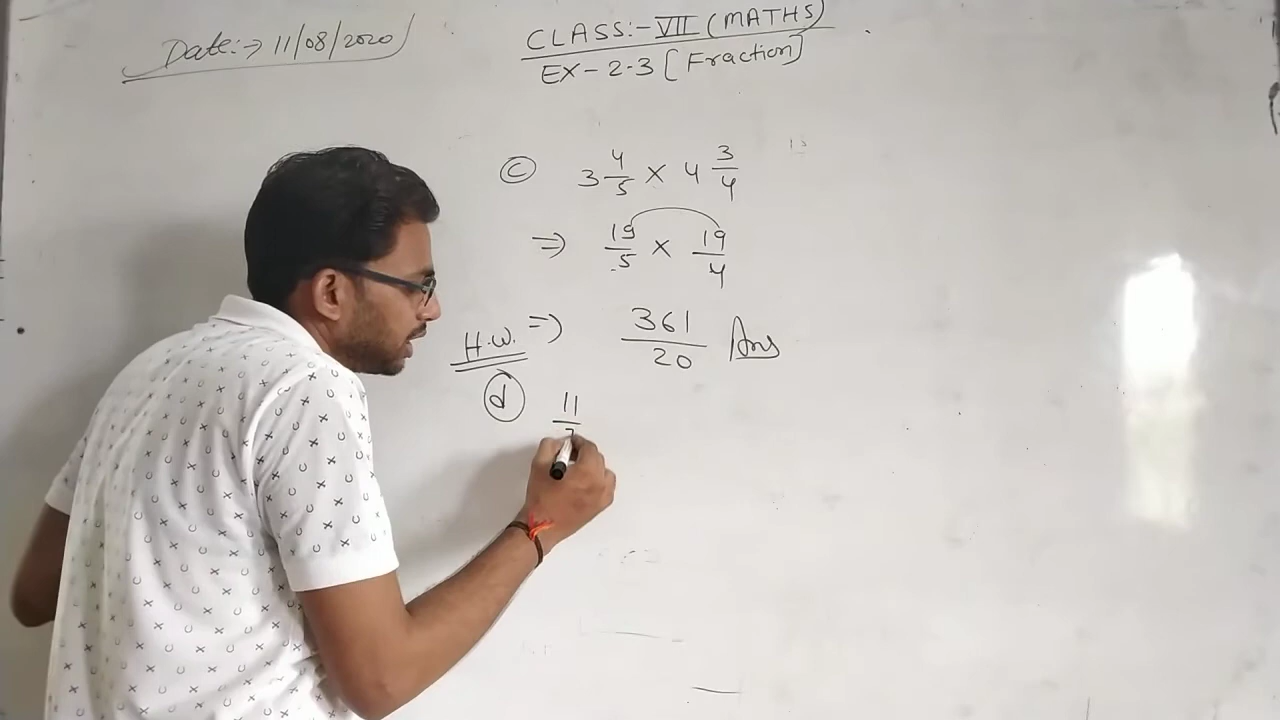 Date:-> 11/08/2020
CLASS:- VII (MATHS)
EX-2.3 [Fraction]
(c) 3 4/5 × 4 3/4
=> 19/5 × 19/4
=> 361/20 Ans
H.W.
(d) 11